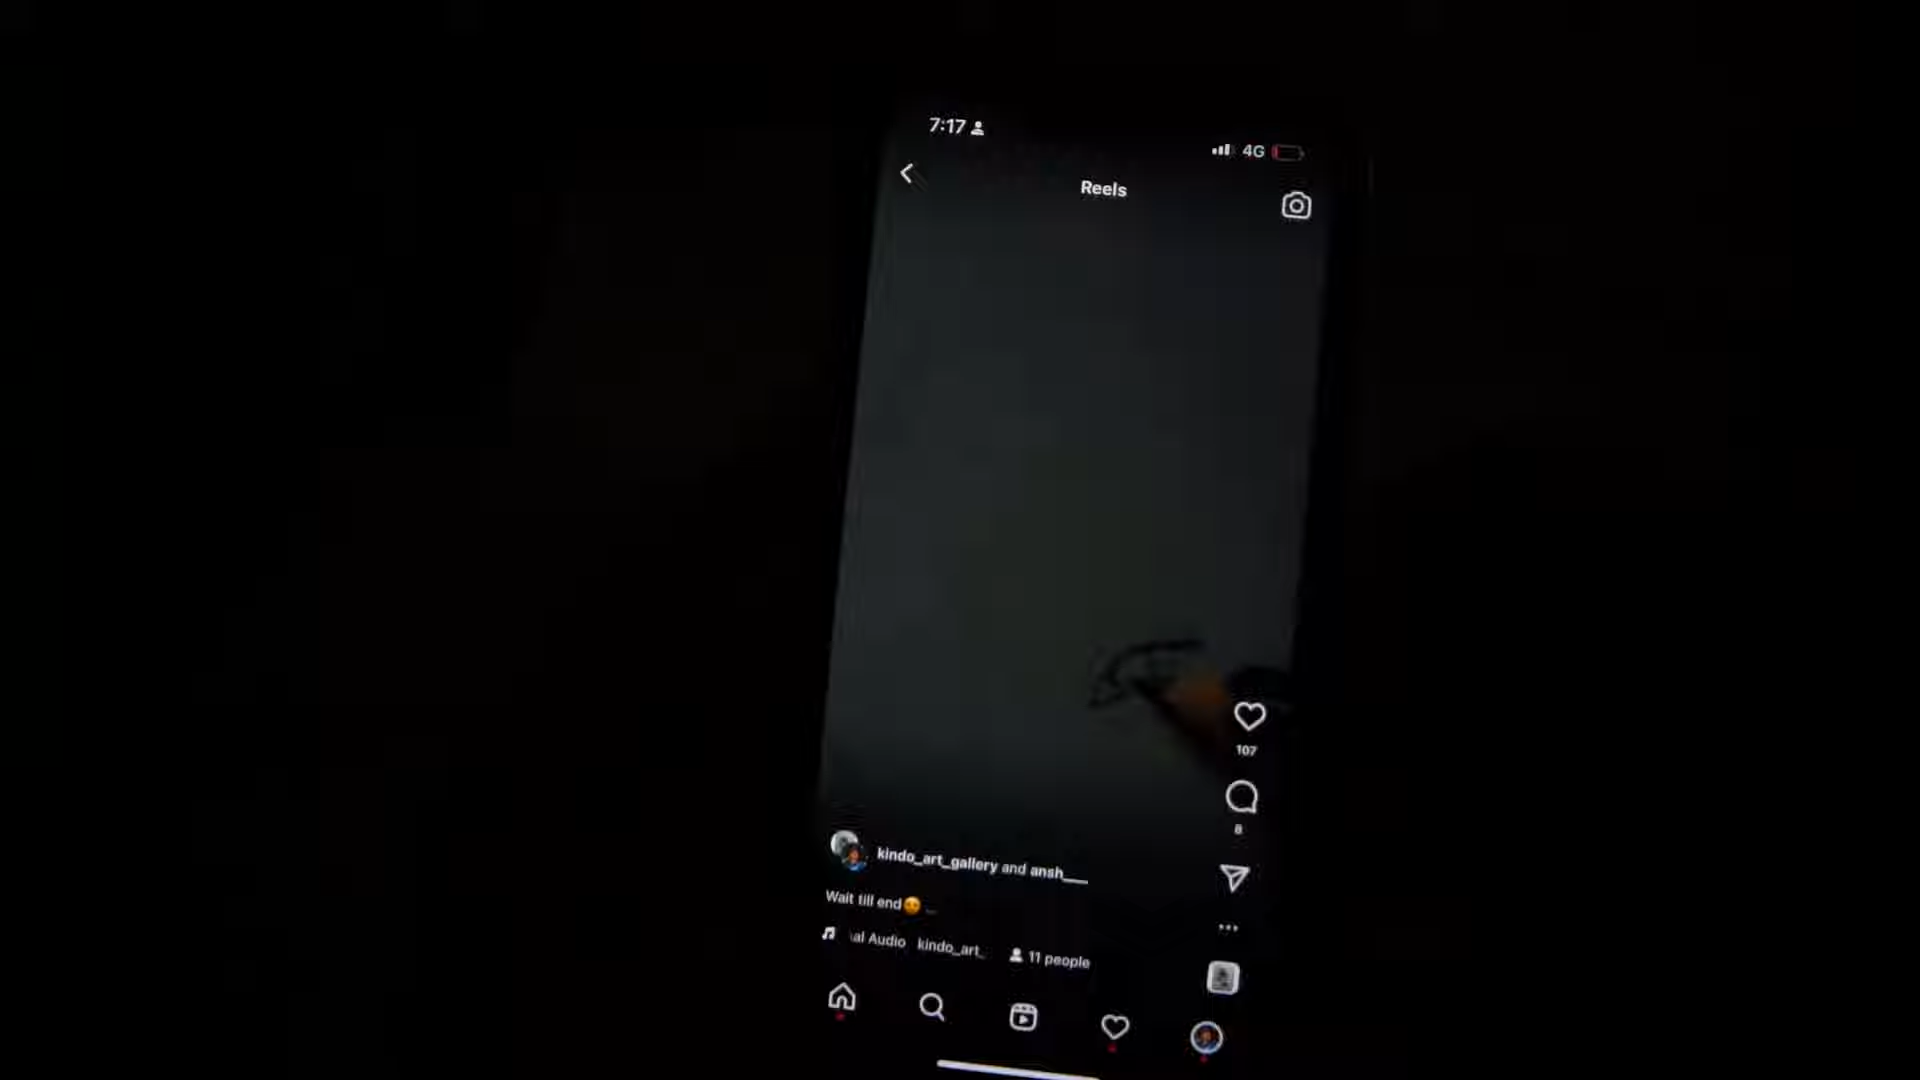 7:17
4G
Reels
107
8
kindo_art_gallery and ansh___
Wait till end😏 ...
al Audio kindo_art_ 11 people